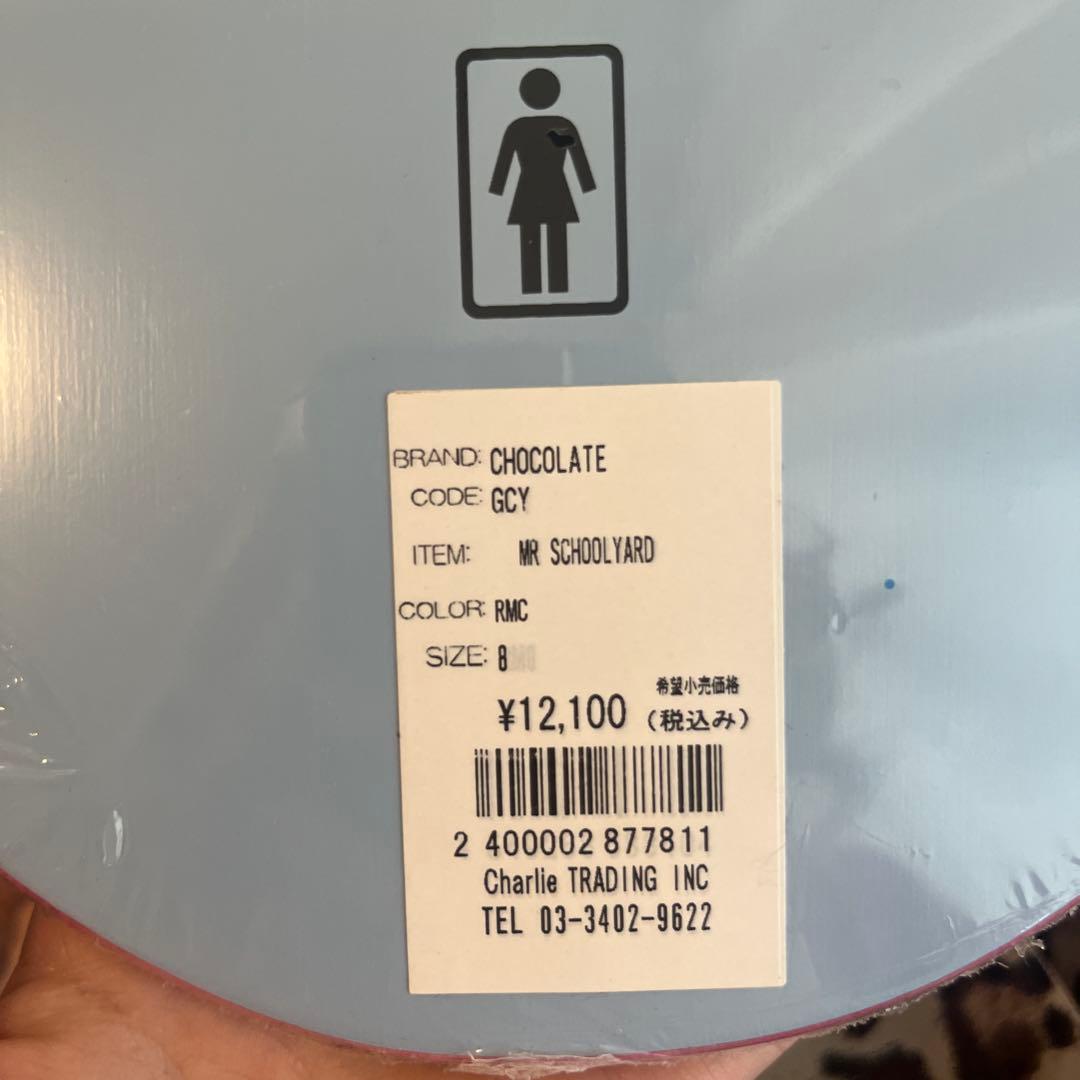 BRAND: CHOCOLATE
CODE: GCY
ITEM: MR SCHOOLYARD
COLOR: RMC
SIZE: 8
希望小売価格
¥12,100 (税込み)
2 400002 877811
Charlie TRADING INC
TEL 03-3402-9622